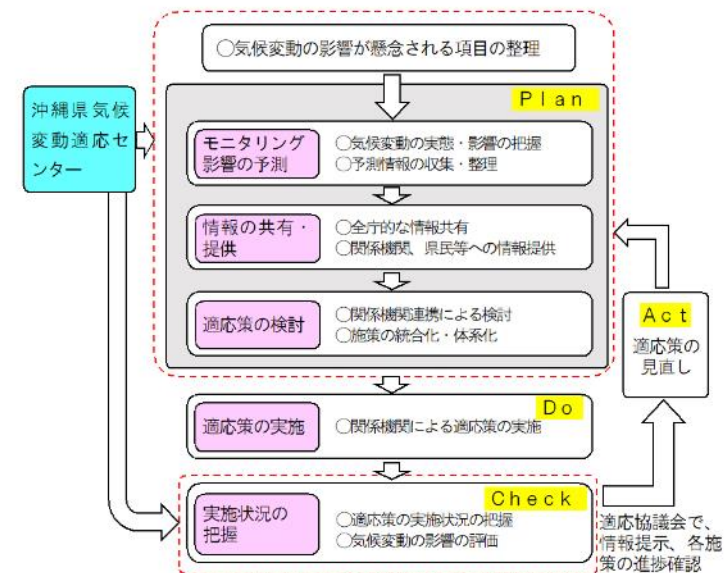 ○気候変動の影響が懸念される項目の整理
Plan
沖縄県気候
変動適応セ
ンター
モニタリング
影響の予測
○気候変動の実態・影響の把握
○予測情報の収集・整理
情報の共有・
提供
○全庁的な情報共有
○関係機関、県民等への情報提供
適応策の検討
○関係機関連携による検討
○施策の統合化・体系化
Act
適応策の
見直し
Do
適応策の実施
○関係機関による適応策の実施
Check
実施状況の
把握
○適応策の実施状況の把握
○気候変動の影響の評価
適応協議会で、
情報提示、各施
策の進捗確認